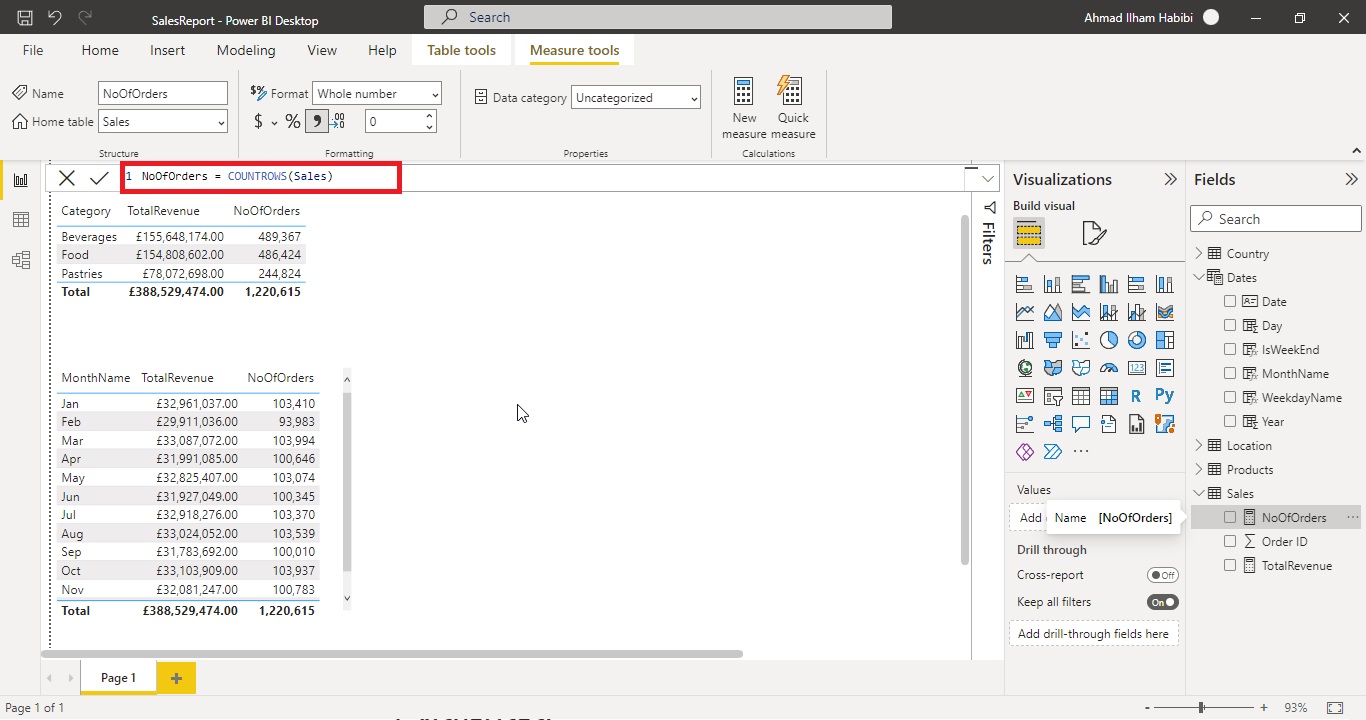 SalesReport - Power BI Desktop
Search
Ahmad Ilham Habibi
File Home Insert Modeling View Help Table tools Measure tools
Name NoOfOrders
Home table Sales
Structure
Format Whole number
$ % 0
Formatting
Data category Uncategorized
Properties
New measure
Quick measure
Calculations
1 NoOfOrders = COUNTROWS(Sales)
Category TotalRevenue NoOfOrders
Beverages £155,648,174.00 489,367
Food £154,808,602.00 486,424
Pastries £78,072,698.00 244,824
Total £388,529,474.00 1,220,615
MonthName TotalRevenue NoOfOrders
Jan £32,961,037.00 103,410
Feb £29,911,036.00 93,983
Mar £33,087,072.00 103,994
Apr £31,991,085.00 100,646
May £32,825,407.00 103,074
Jun £31,927,049.00 100,345
Jul £32,918,276.00 103,370
Aug £33,024,052.00 103,539
Sep £31,783,692.00 100,010
Oct £33,103,909.00 103,937
Nov £32,081,247.00 100,783
Total £388,529,474.00 1,220,615
Filters
Visualizations
Build visual
123
R Py
Values
Add
Name [NoOfOrders]
Drill through
Cross-report Off
Keep all filters On
Add drill-through fields here
Fields
Search
Country
Dates
Date
Day
IsWeekEnd
MonthName
WeekdayName
Year
Location
Products
Sales
NoOfOrders
Order ID
TotalRevenue
Page 1
Page 1 of 1
- + 93%